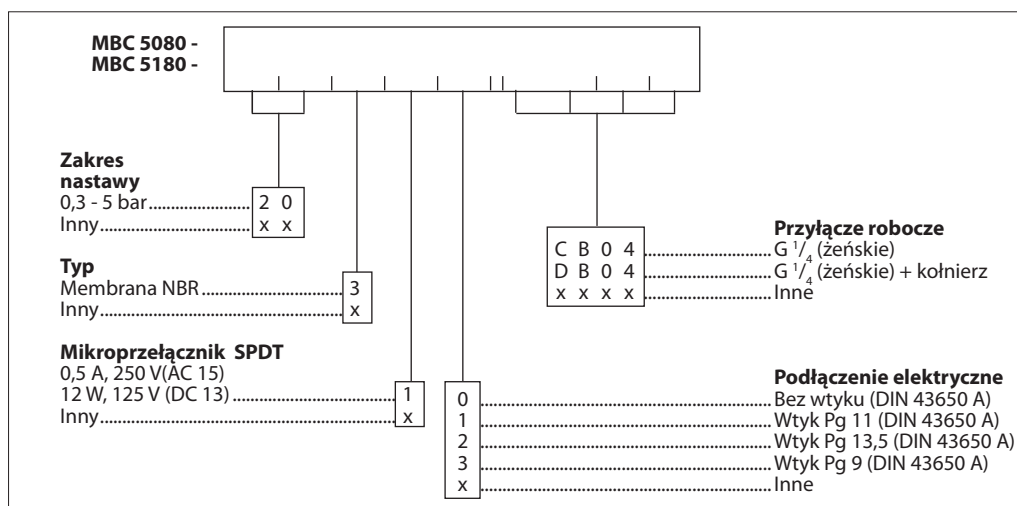 MBC 5080 -
MBC 5180 -
Zakres
nastawy
0,3 - 5 bar 2 0
Inny x x
Typ
Membrana NBR 3
Inny x
Mikroprzełącznik SPDT
0,5 A, 250 V(AC 15)
12 W, 125 V (DC 13) 1
Inny x
Przyłącze robocze
C B 0 4 G 1/4 (żeńskie)
D B 0 4 G 1/4 (żeńskie) + kołnierz
x x x x Inne
Podłączenie elektryczne
0 Bez wtyku (DIN 43650 A)
1 Wtyk Pg 11 (DIN 43650 A)
2 Wtyk Pg 13,5 (DIN 43650 A)
3 Wtyk Pg 9 (DIN 43650 A)
x Inne